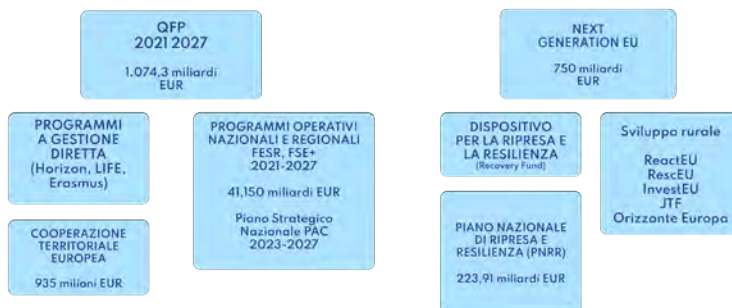 QFP
2021 2027
1.074,3 miliardi
EUR
NEXT
GENERATION EU
750 miliardi
EUR
PROGRAMMI
A GESTIONE
DIRETTA
(Horizon, LIFE,
Erasmus)
PROGRAMMI OPERATIVI
NAZIONALI E REGIONALI
FESR, FSE+
2021-2027
41,150 miliardi EUR
Piano Strategico
Nazionale PAC
2023-2027
COOPERAZIONE
TERRITORIALE
EUROPEA
935 milioni EUR
DISPOSITIVO
PER LA RIPRESA E
LA RESILIENZA
(Recovery Fund)
PIANO NAZIONALE
DI RIPRESA E
RESILIENZA (PNRR)
223,91 miliardi EUR
Sviluppo rurale
ReactEU
RescEU
InvestEU
JTF
Orizzonte Europa